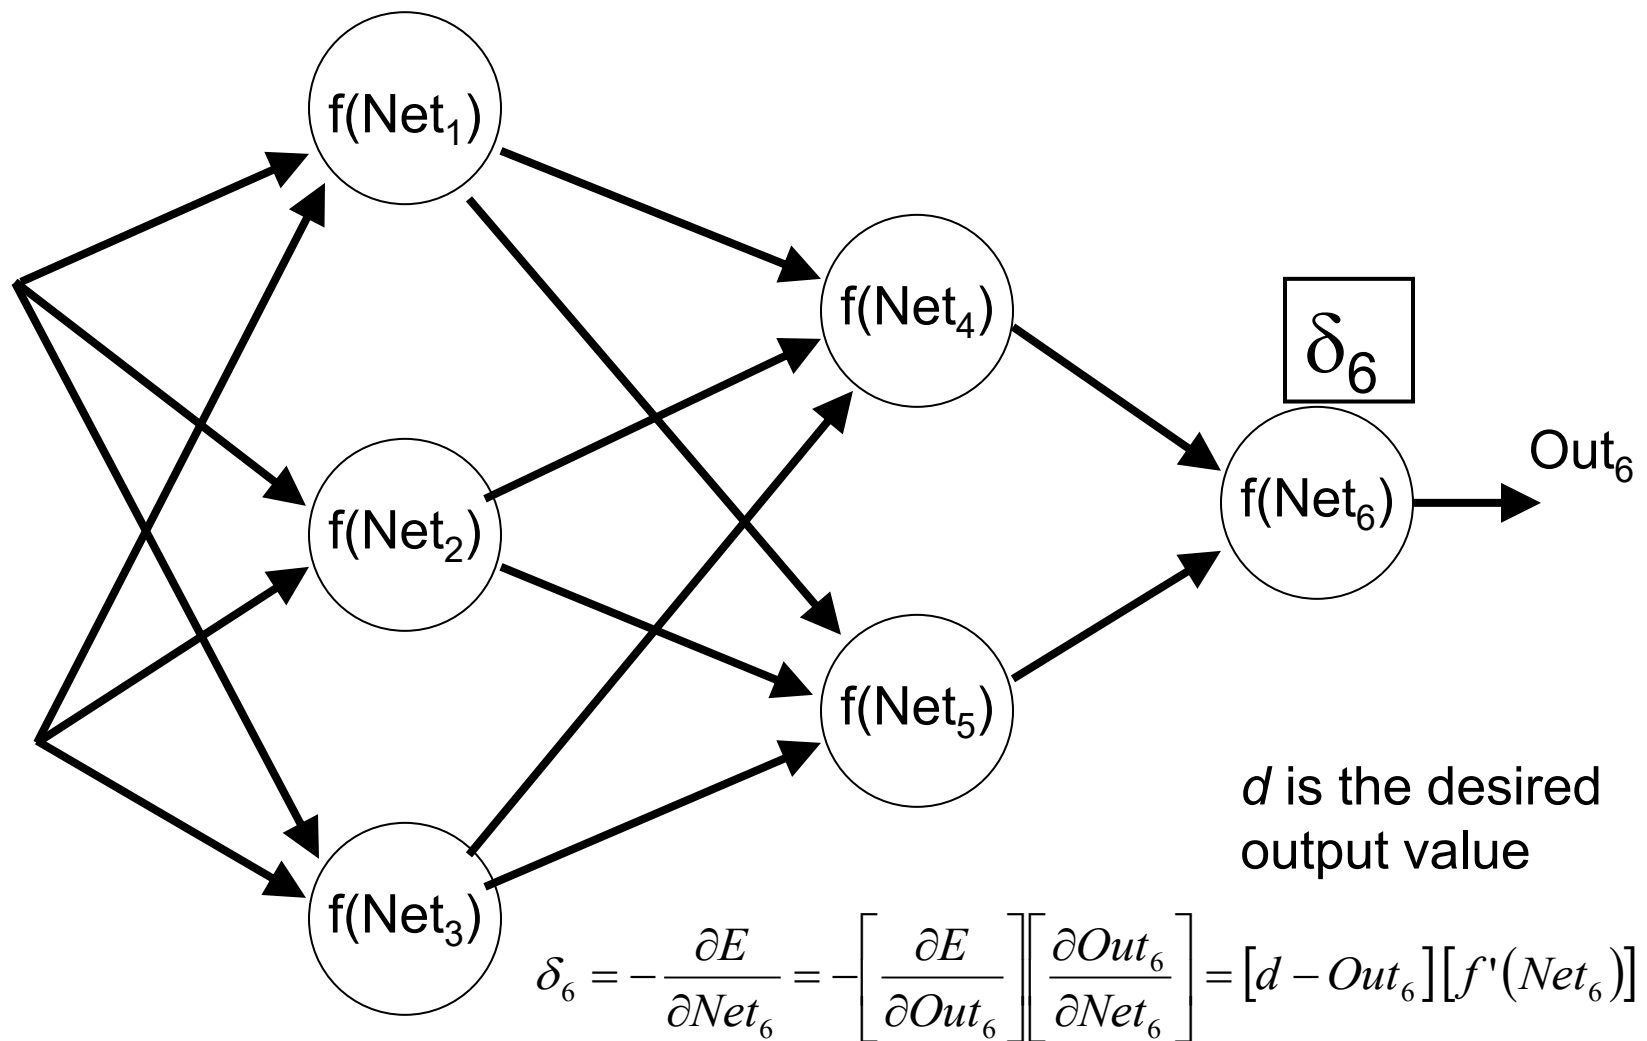 f(Net₁)
f(Net₄)
δ₆
Out₆
f(Net₂)
f(Net₆)
f(Net₅)
d is the desired
output value
f(Net₃)
δ₆ = −∂E/∂Net₆ = −[∂E/∂Out₆][∂Out₆/∂Net₆] = [d − Out₆][f'(Net₆)]